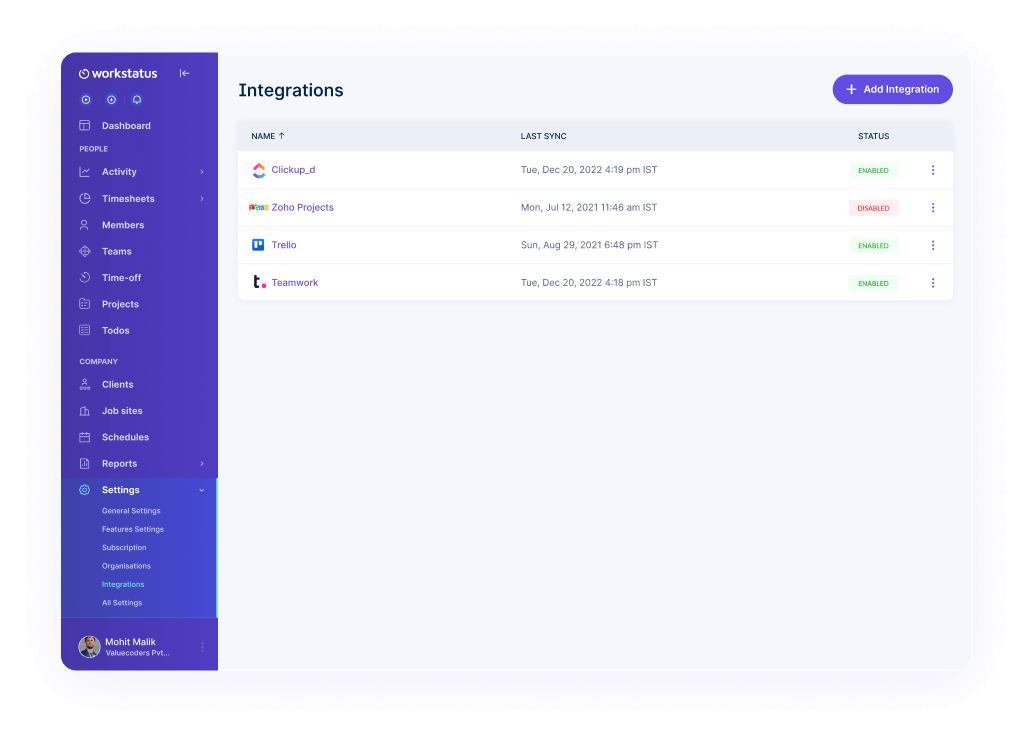 workstatus
Dashboard
PEOPLE
Activity
Timesheets
Members
Teams
Time-off
Projects
Todos
COMPANY
Clients
Job sites
Schedules
Reports
Settings
General Settings
Features Settings
Subscription
Organisations
Integrations
All Settings
Mohit Malik
Valuecoders Pvt...
Integrations
+ Add Integration
NAME ↑ LAST SYNC STATUS
Clickup_d Tue, Dec 20, 2022 4:19 pm IST ENABLED
Zoho Projects Mon, Jul 12, 2021 11:46 am IST DISABLED
Trello Sun, Aug 29, 2021 6:48 pm IST ENABLED
t. Teamwork Tue, Dec 20, 2022 4:18 pm IST ENABLED